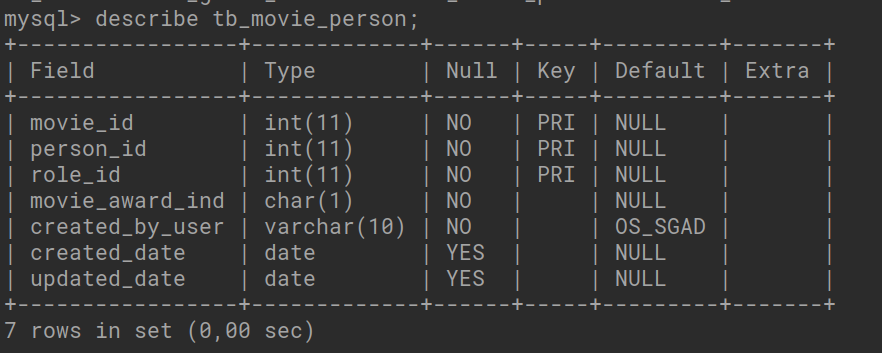 mysql> describe tb_movie_person;
+-----------------+-------------+------+-----+---------+-------+
| Field           | Type        | Null | Key | Default | Extra |
+-----------------+-------------+------+-----+---------+-------+
| movie_id        | int(11)     | NO   | PRI | NULL    |       |
| person_id       | int(11)     | NO   | PRI | NULL    |       |
| role_id         | int(11)     | NO   | PRI | NULL    |       |
| movie_award_ind | char(1)     | NO   |     | NULL    |       |
| created_by_user | varchar(10) | NO   |     | OS_SGAD |       |
| created_date    | date        | YES  |     | NULL    |       |
| updated_date    | date        | YES  |     | NULL    |       |
+-----------------+-------------+------+-----+---------+-------+
7 rows in set (0,00 sec)